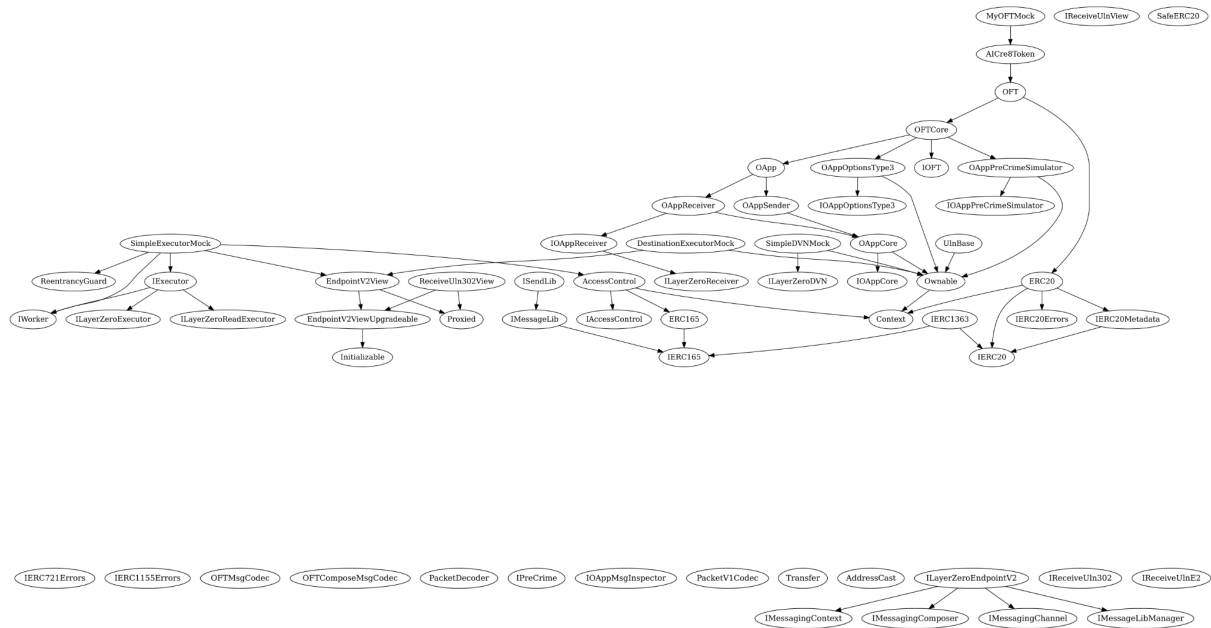 MyOFTMock IReceiveUlnView SafeERC20
AlCre8Token
OFT
OFTCore
OApp OAppOptionsType3 IOFT OAppPreCrimeSimulator
OAppReceiver OAppSender IOAppOptionsType3 IOAppPreCrimeSimulator
SimpleExecutorMock IOAppReceiver DestinationExecutorMock SimpleDVNMock OAppCore UlnBase
ReentrancyGuard IExecutor EndpointV2View ReceiveUln302View ISendLib AccessControl ILayerZeroReceiver ILayerZeroDVN IOAppCore Ownable ERC20
IWorker ILayerZeroExecutor ILayerZeroReadExecutor EndpointV2ViewUpgradeable Proxied IMessageLib IAccessControl ERC165 Context IERC1363 IERC20Errors IERC20Metadata
Initializable IERC165 IERC20
IERC721Errors IERC1155Errors OFTMsgCodec OFTComposeMsgCodec PacketDecoder IPreCrime IOAppMsgInspector PacketV1Codec Transfer AddressCast ILayerZeroEndpointV2 IReceiveUln302 IReceiveUlnE2
IMessagingContext IMessagingComposer IMessagingChannel IMessageLibManager